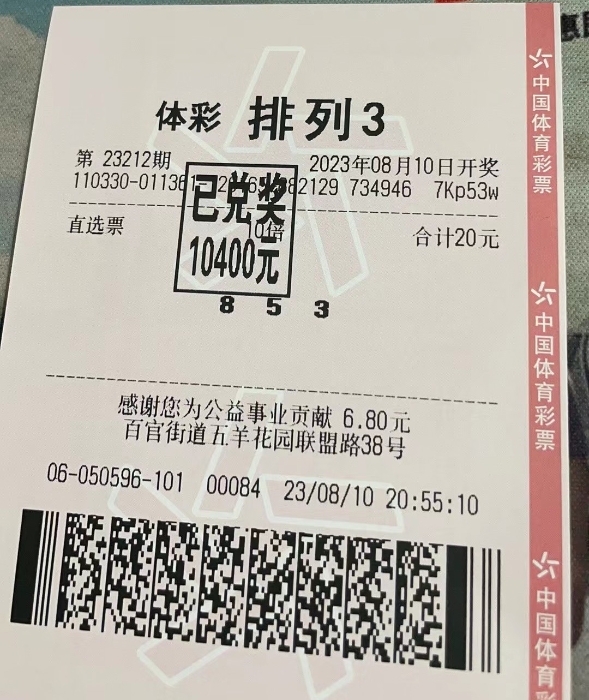 体彩 排列3
第 23212期 2023年08月10日开奖
110330-011361- 882129 734946 7Kp53w
已兑奖
10400元
直选票 10倍 合计20元
8 5 3
感谢您为公益事业贡献 6.80元
百官街道五羊花园联盟路38号
06-050596-101 00084 23/08/10 20:55:10
中国体育彩票
中国体育彩票
中国体育彩
惠